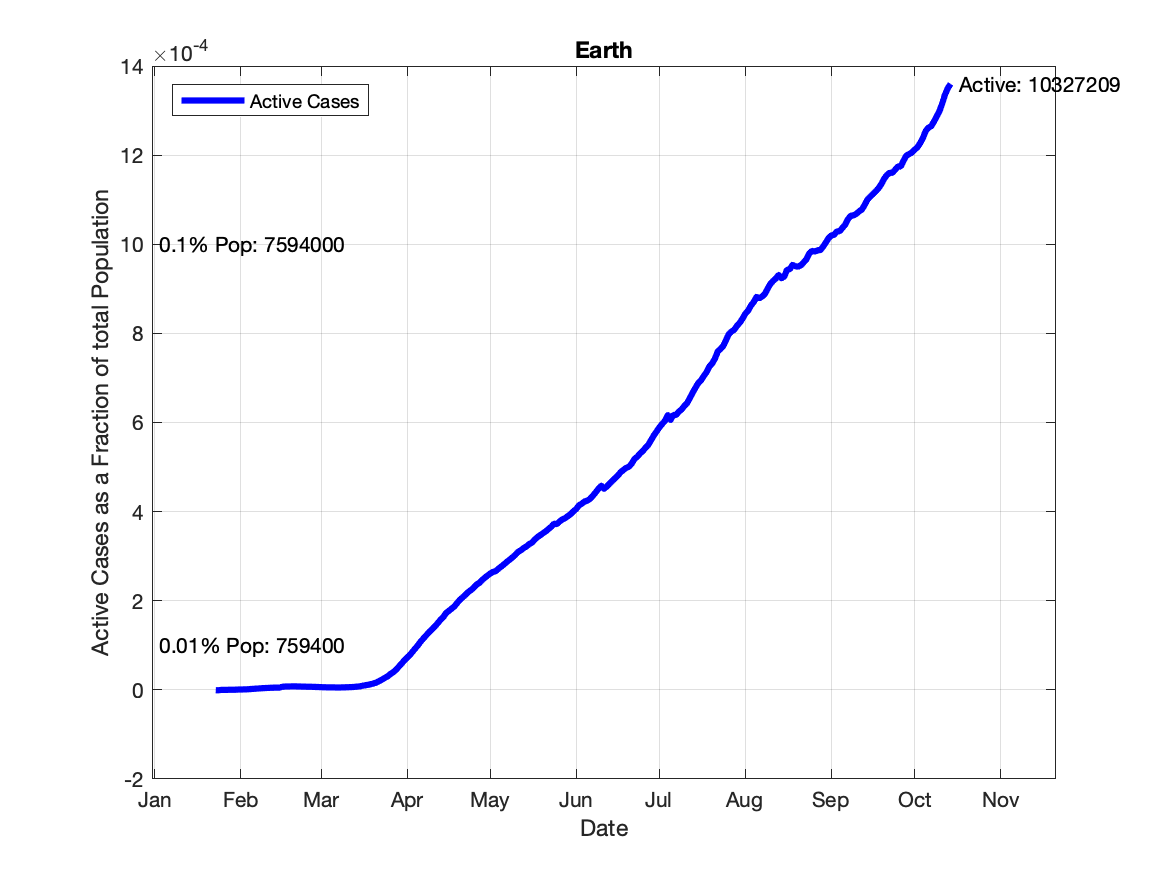 Earth
×10-4
14
12
10
8
6
4
2
0
-2
Active Cases as a Fraction of total Population
Active Cases
Active: 10327209
0.1% Pop: 7594000
0.01% Pop: 759400
Jan Feb Mar Apr May Jun Jul Aug Sep Oct Nov
Date